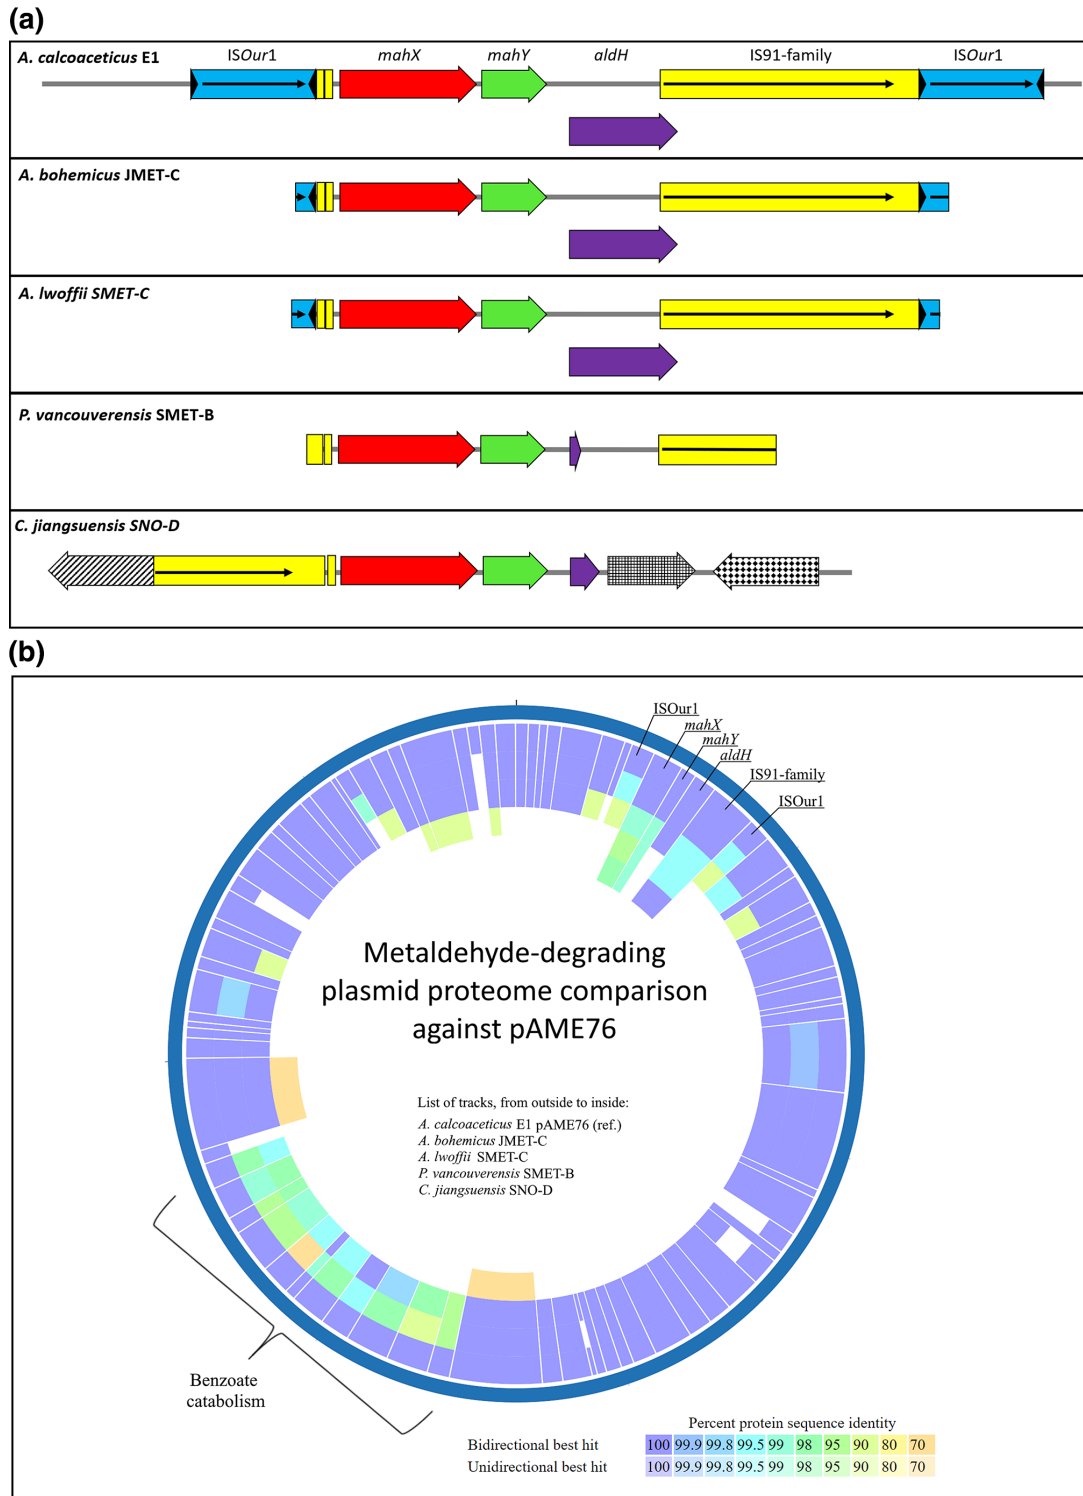 (a)
A. calcoaceticus E1
ISOur1
mahX
mahY
aldH
IS91-family
ISOur1
A. bohemicus JMET-C
A. lwoffii SMET-C
P. vancouverensis SMET-B
C. jiangsuensis SNO-D
(b)
ISOur1
mahX
mahY
aldH
IS91-family
ISOur1
Metaldehyde-degrading
plasmid proteome comparison
against pAME76
List of tracks, from outside to inside:
A. calcoaceticus E1 pAME76 (ref.)
A. bohemicus JMET-C
A. lwoffii SMET-C
P. vancouverensis SMET-B
C. jiangsuensis SNO-D
Benzoate
catabolism
Percent protein sequence identity
Bidirectional best hit 100 99.9 99.8 99.5 99 98 95 90 80 70
Unidirectional best hit 100 99.9 99.8 99.5 99 98 95 90 80 70